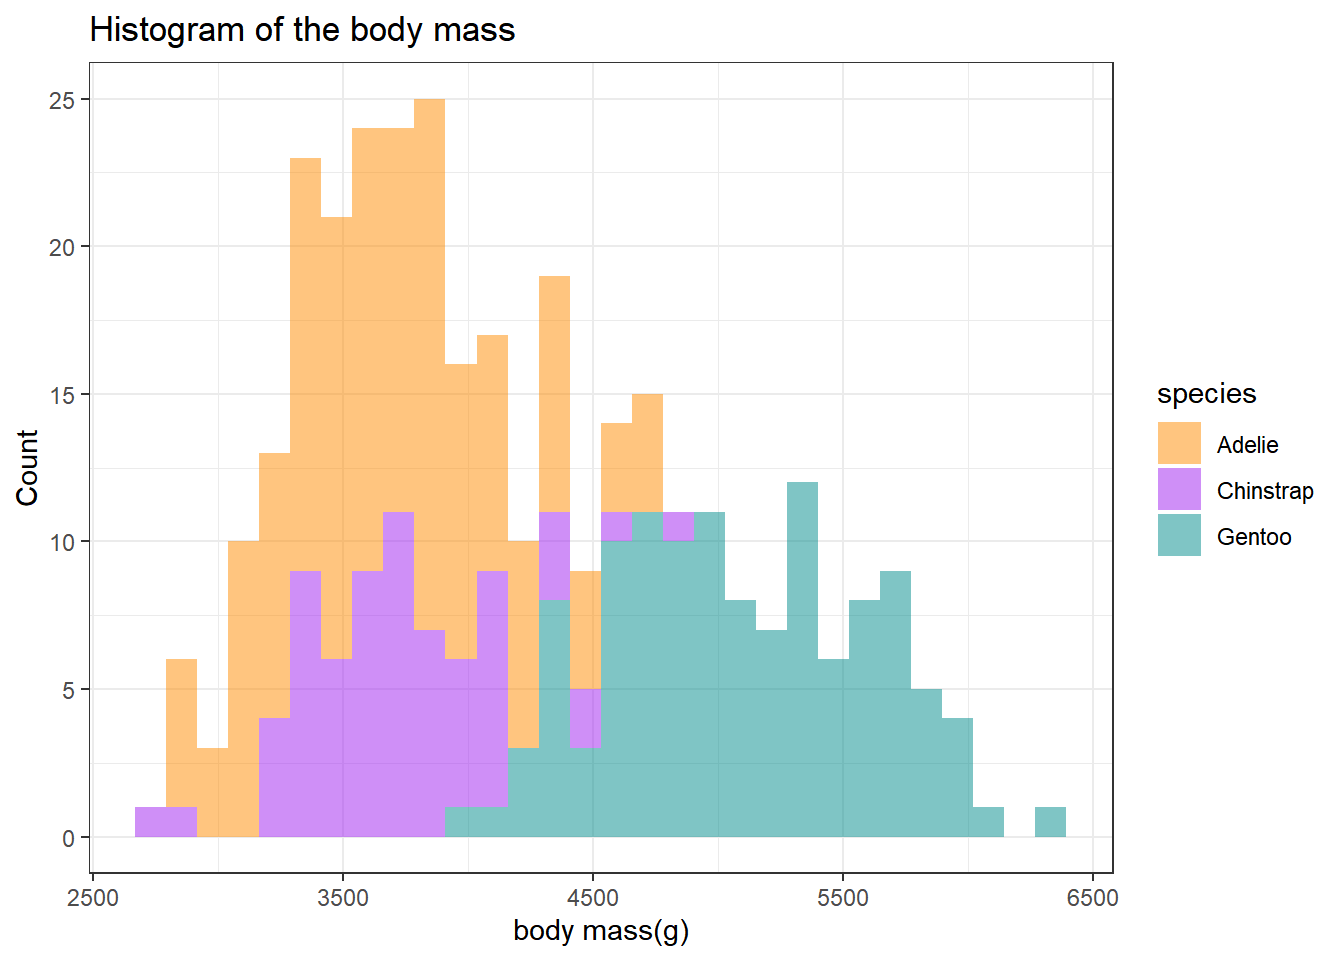 Histogram of the body mass
25
20
15
10
5
0
Count
2500 3500 4500 5500 6500
body mass(g)
species
Adelie
Chinstrap
Gentoo